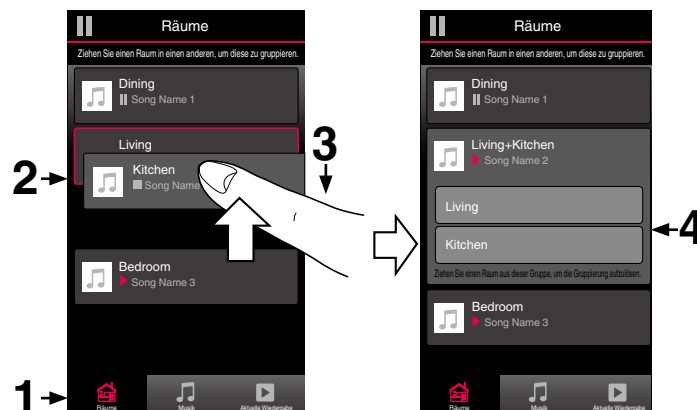 Räume
Ziehen Sie einen Raum in einen anderen, um diese zu gruppieren.
Dining
Song Name 1
Living
Kitchen
Song Name
Bedroom
Song Name 3
Räume
Musik
Aktuelle Wiedergabe
1
2
3
Räume
Ziehen Sie einen Raum in einen anderen, um diese zu gruppieren.
Dining
Song Name 1
Living+Kitchen
Song Name 2
Living
Kitchen
Ziehen Sie einen Raum aus dieser Gruppe, um die Gruppierung aufzulösen.
Bedroom
Song Name 3
Räume
Musik
Aktuelle Wiedergabe
4